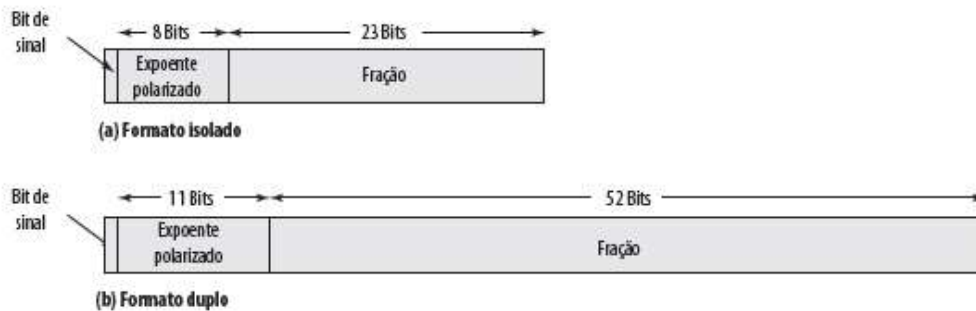 Bit de
sinal
8 Bits
23 Bits
Expoente
polarizado
Fração
(a) Formato isolado
Bit de
sinal
11 Bits
52 Bits
Expoente
polarizado
Fração
(b) Formato duplo